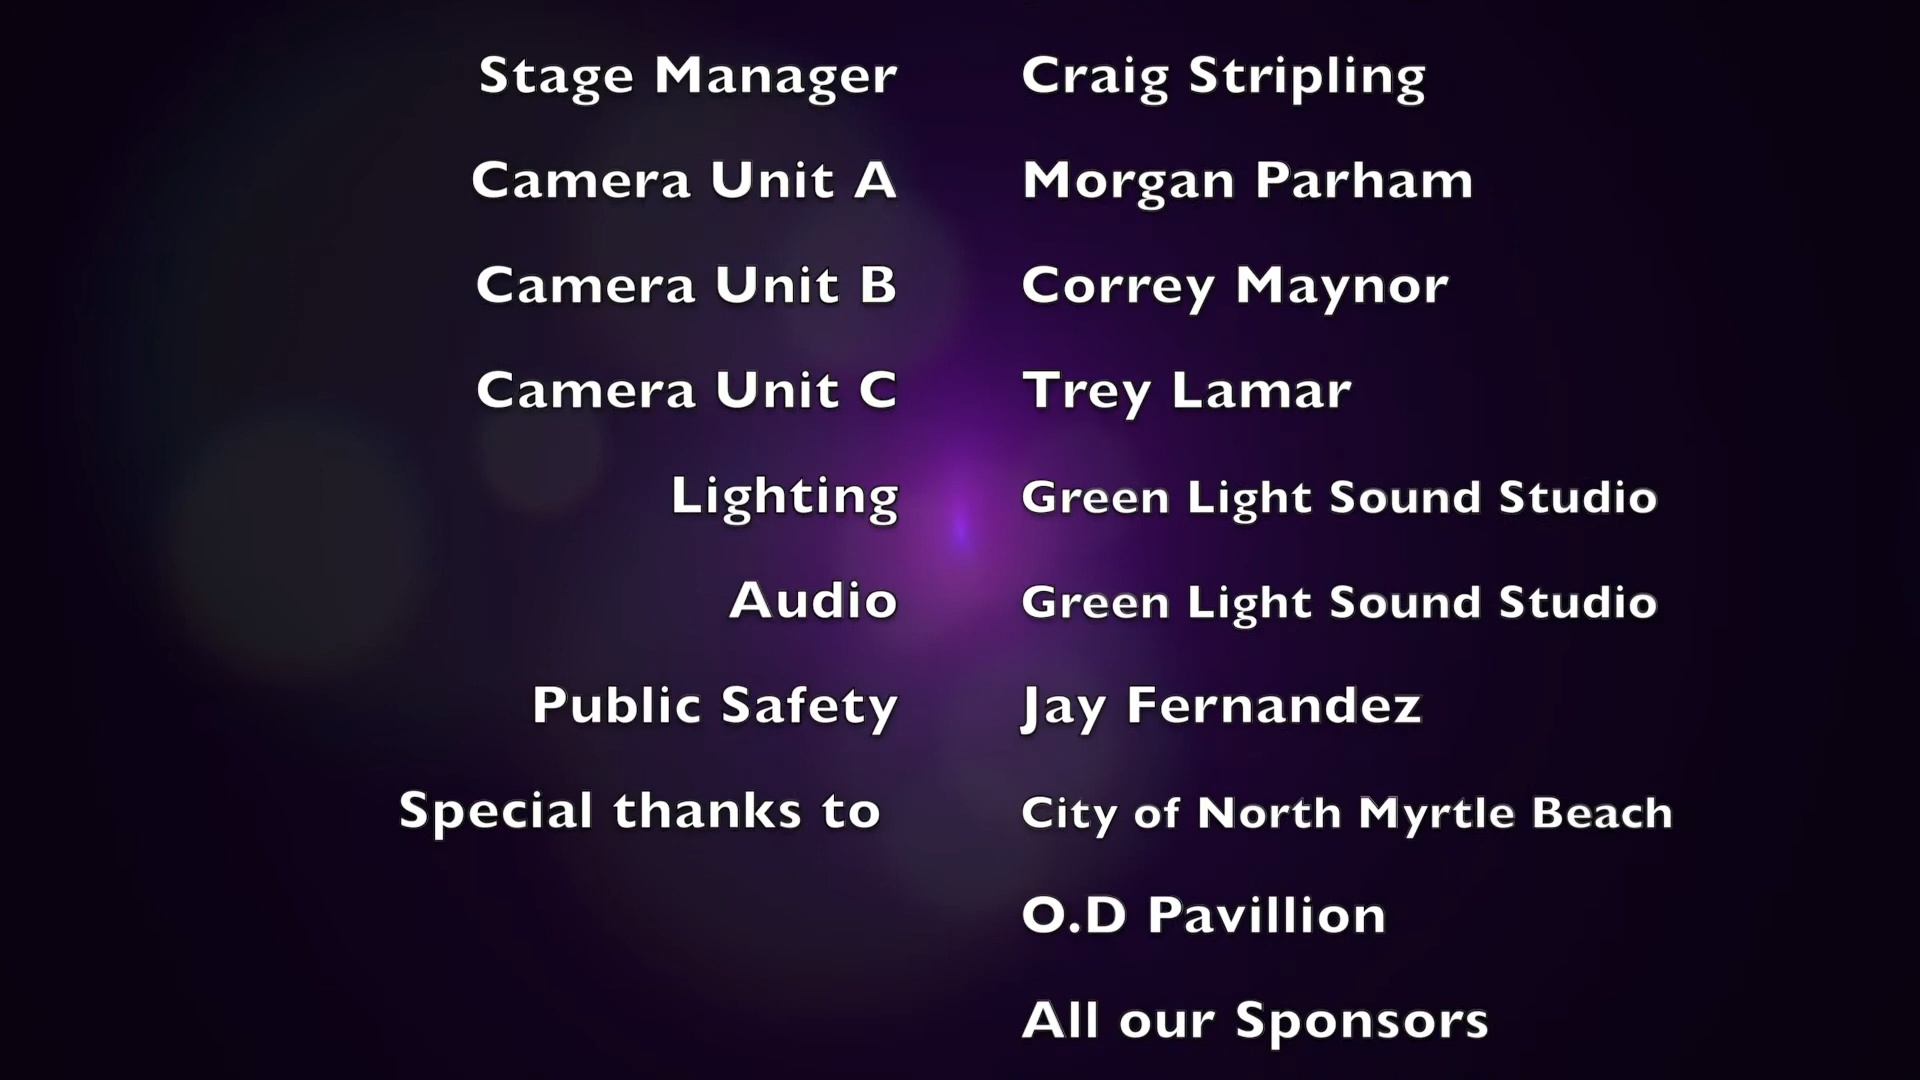 Stage Manager Craig Stripling
Camera Unit A Morgan Parham
Camera Unit B Correy Maynor
Camera Unit C Trey Lamar
Lighting Green Light Sound Studio
Audio Green Light Sound Studio
Public Safety Jay Fernandez
Special thanks to City of North Myrtle Beach
O.D Pavillion
All our Sponsors